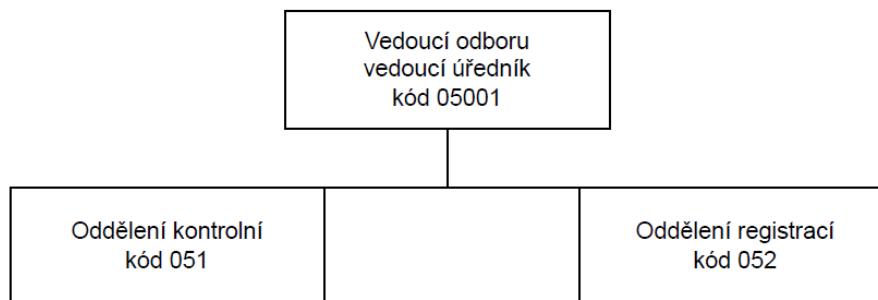 Vedoucí odboru
vedoucí úředník
kód 05001
Oddělení kontrolní
kód 051
Oddělení registrací
kód 052